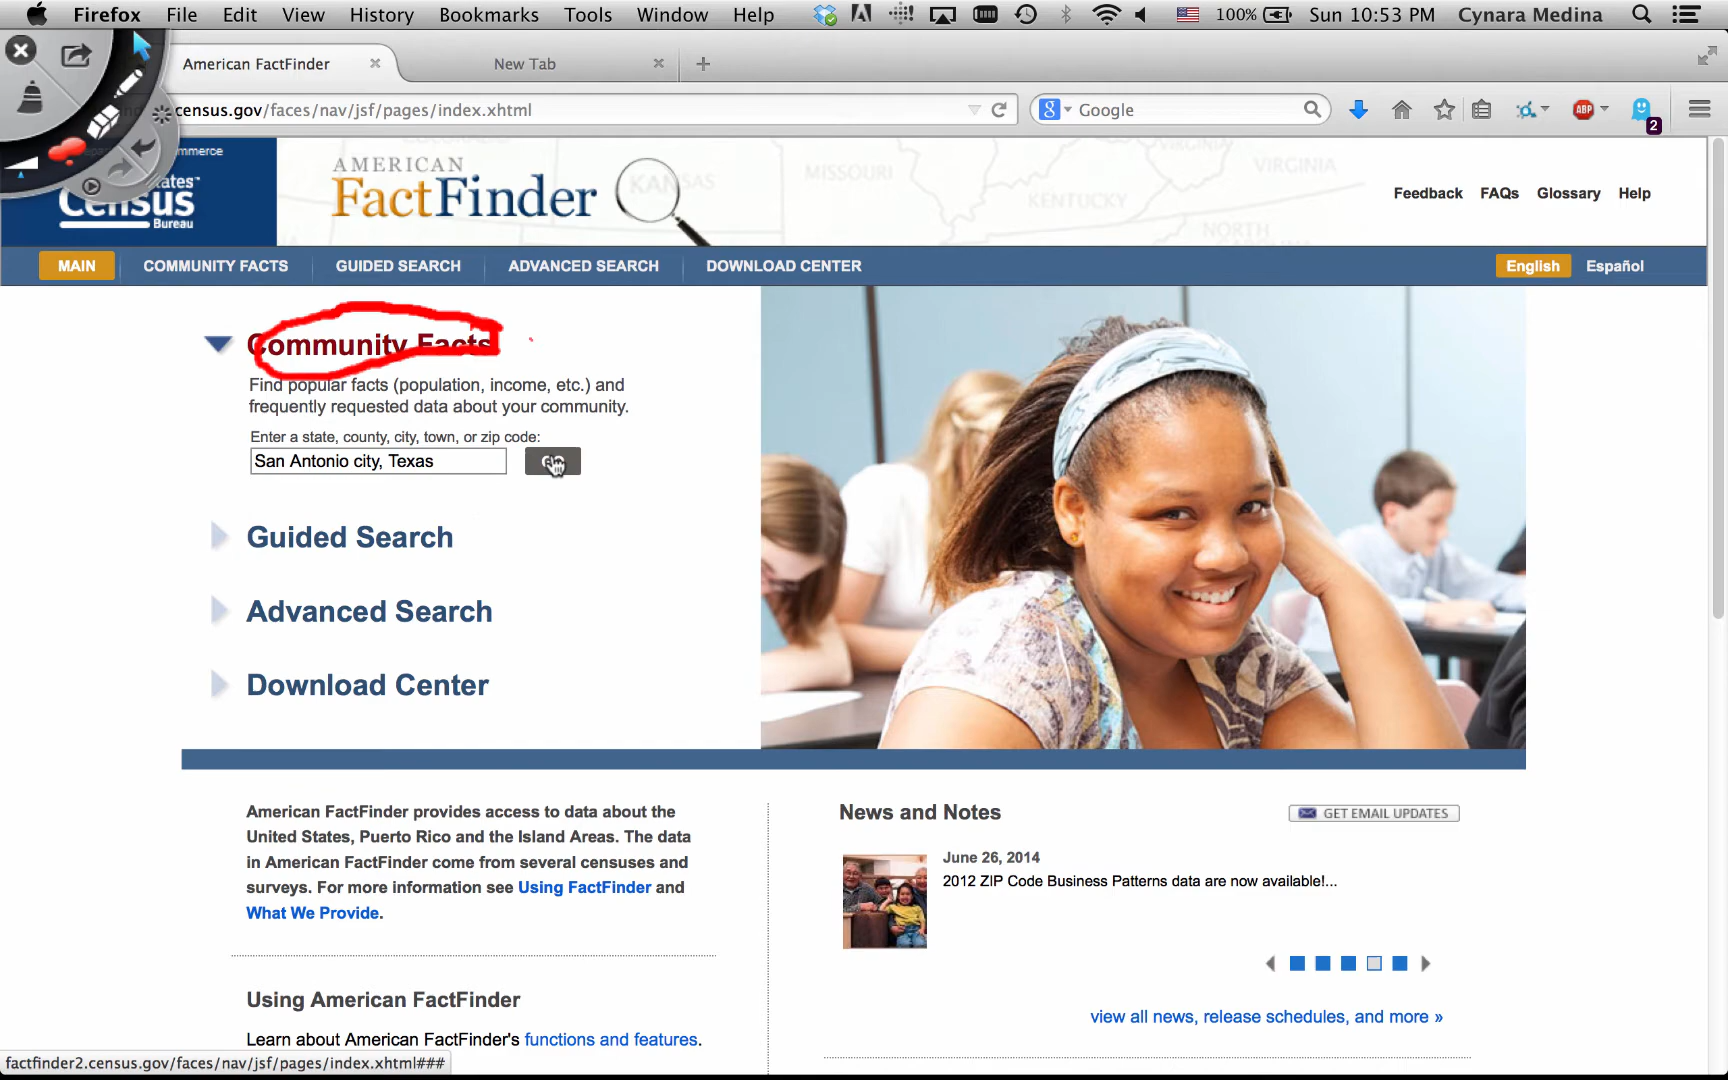 Firefox File Edit View History Bookmarks Tools Window Help 100% Sun 10:53 PM Cynara Medina
American FactFinder New Tab
census.gov/faces/nav/jsf/pages/index.xhtml Google ABP 2
mmerce
tates™
Census
Bureau
AMERICAN
FactFinder
KANSAS
MISSOURI
KENTUCKY
VIRGINIA
NORTH
Feedback FAQs Glossary Help
MAIN COMMUNITY FACTS GUIDED SEARCH ADVANCED SEARCH DOWNLOAD CENTER English Español
Community Facts
Find popular facts (population, income, etc.) and
frequently requested data about your community.
Enter a state, county, city, town, or zip code:
San Antonio city, Texas
Guided Search
Advanced Search
Download Center
American FactFinder provides access to data about the
United States, Puerto Rico and the Island Areas. The data
in American FactFinder come from several censuses and
surveys. For more information see Using FactFinder and
What We Provide.
Using American FactFinder
Learn about American FactFinder's functions and features.
News and Notes
GET EMAIL UPDATES
June 26, 2014
2012 ZIP Code Business Patterns data are now available!...
view all news, release schedules, and more »
factfinder2.census.gov/faces/nav/jsf/pages/index.xhtml###